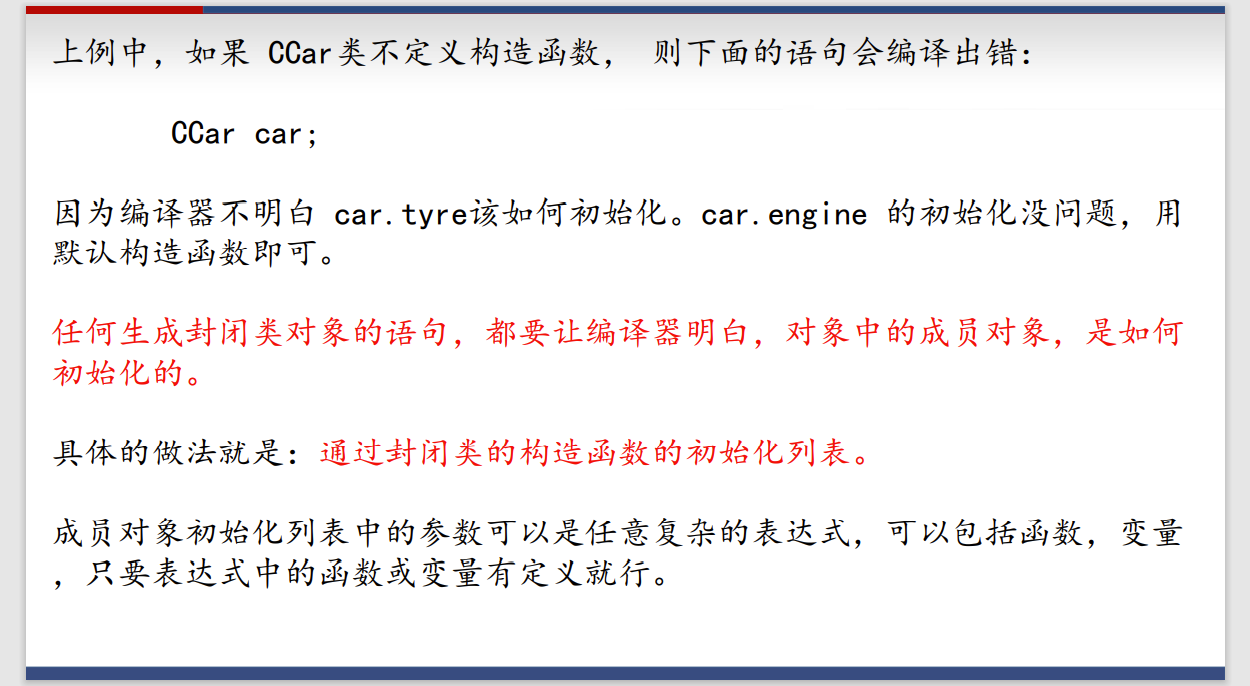 上例中，如果 CCar类不定义构造函数， 则下面的语句会编译出错：
CCar car;
因为编译器不明白 car.tyre该如何初始化。car.engine 的初始化没问题，用
默认构造函数即可。
任何生成封闭类对象的语句，都要让编译器明白，对象中的成员对象，是如何
初始化的。
具体的做法就是：通过封闭类的构造函数的初始化列表。
成员对象初始化列表中的参数可以是任意复杂的表达式，可以包括函数，变量
，只要表达式中的函数或变量有定义就行。